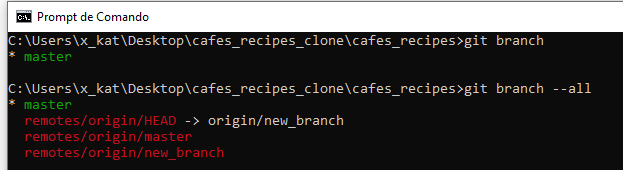 Prompt de Comando
C:\Users\x_kat\Desktop\cafes_recipes_clone\cafes_recipes>git branch
* master
C:\Users\x_kat\Desktop\cafes_recipes_clone\cafes_recipes>git branch --all
* master
remotes/origin/HEAD -> origin/new_branch
remotes/origin/master
remotes/origin/new_branch